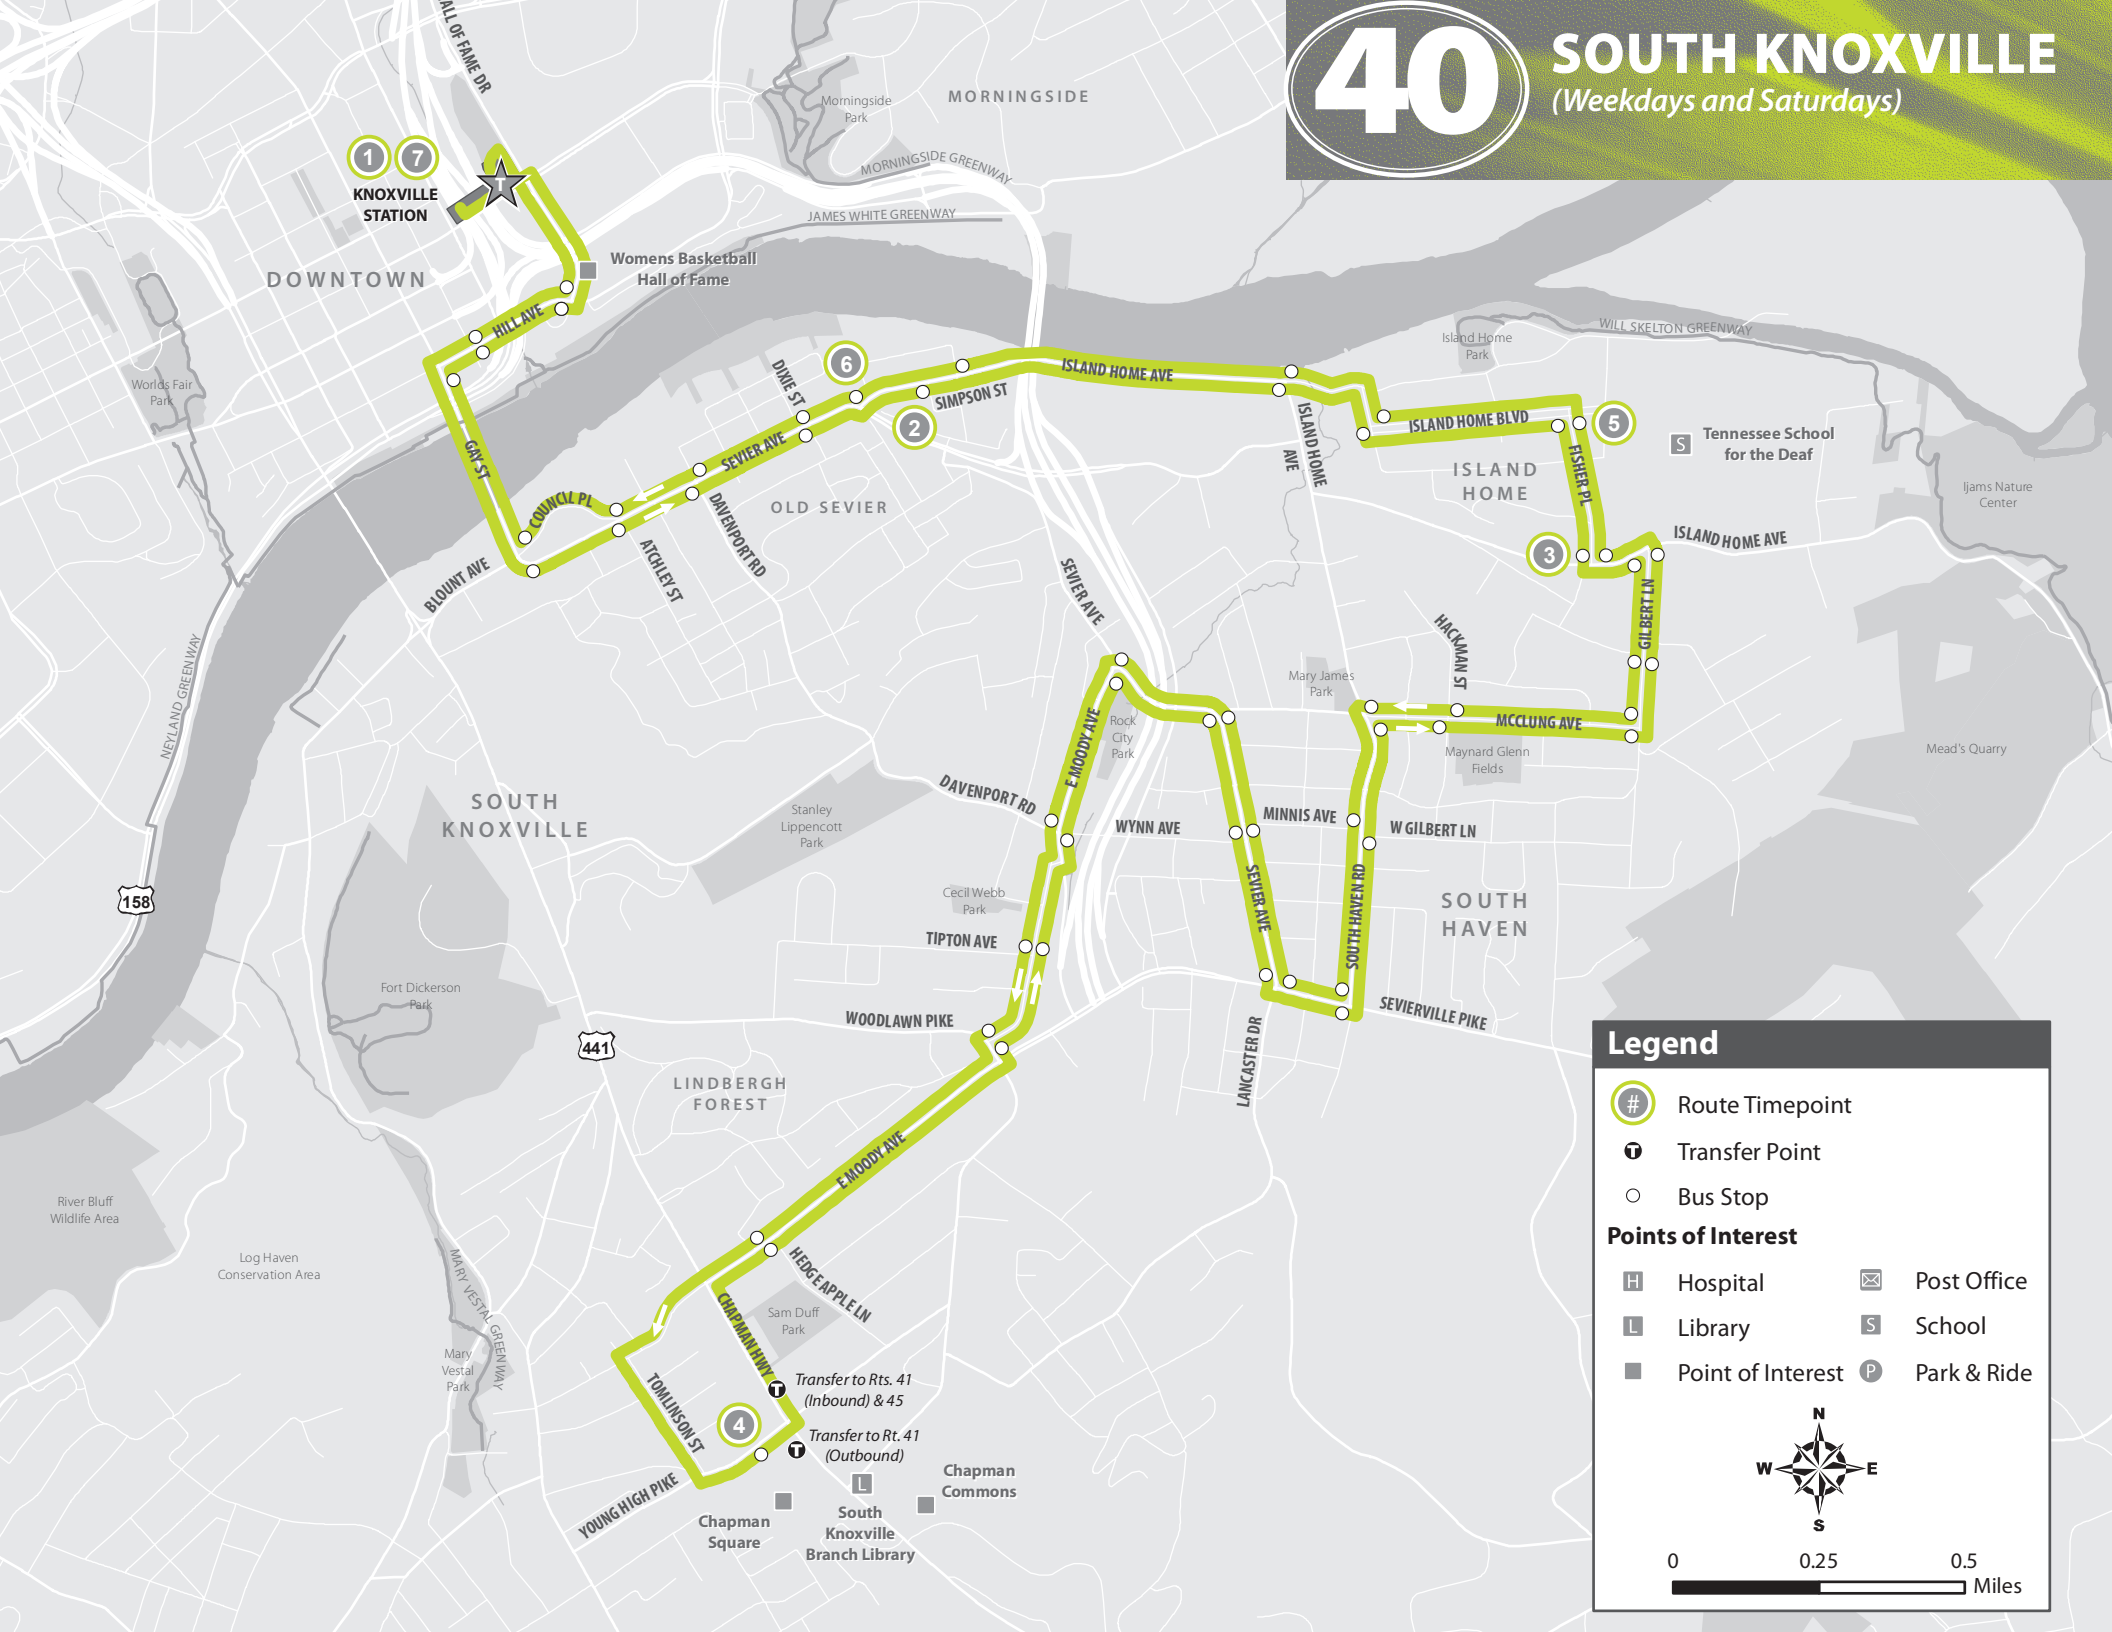 40
SOUTH KNOXVILLE
(Weekdays and Saturdays)
ALL OF FAME DR
Morningside
Park
MORNINGSIDE
MORNINGSIDE GREENWAY
JAMES WHITE GREENWAY
1
7
T
KNOXVILLE
STATION
DOWNTOWN
Womens Basketball
Hall of Fame
HILL AVE
Worlds Fair
Park
GAY ST
COUNCIL PL
BLOUNT AVE
ATCHLEY ST
DAVENPORT RD
SEVIER AVE
DIXIE ST
6
2
SIMPSON ST
OLD SEVIER
ISLAND HOME AVE
ISLAND HOME
AVE
Island Home
Park
WILL SKELTON GREENWAY
ISLAND HOME BLVD
5
S
Tennessee School
for the Deaf
ISLAND
HOME
FISHER PL
Ijams Nature
Center
3
ISLAND HOME AVE
GILBERT LN
HACKMAN ST
MCCLUNG AVE
Maynard Glenn
Fields
Mary James
Park
Mead's Quarry
SEVIER AVE
NEYLAND GREENWAY
Rock
City
Park
E MOODY AVE
DAVENPORT RD
WYNN AVE
MINNIS AVE
W GILBERT LN
SOUTH
KNOXVILLE
Stanley
Lippencott
Park
158
Cecil Webb
Park
TIPTON AVE
SEVIER AVE
SOUTH HAVEN RD
SOUTH
HAVEN
Fort Dickerson
Park
WOODLAWN PIKE
SEVIERVILLE PIKE
LANCASTER DR
441
LINDBERGH
FOREST
E MOODY AVE
River Bluff
Wildlife Area
Log Haven
Conservation Area
MARY VESTAL GREENWAY
Mary
Vestal
Park
HEDGEAPPLE LN
Sam Duff
Park
CHAPMAN HWY
TOMLINSON ST
T
Transfer to Rts. 41
(Inbound) & 45
4
T
Transfer to Rt. 41
(Outbound)
YOUNG HIGH PIKE
Chapman
Square
L
South
Knoxville
Branch Library
Chapman
Commons
Legend
# Route Timepoint
T Transfer Point
Bus Stop
Points of Interest
H Hospital
Post Office
L Library
S School
Point of Interest
P Park & Ride
N
W E
S
0 0.25 0.5
Miles